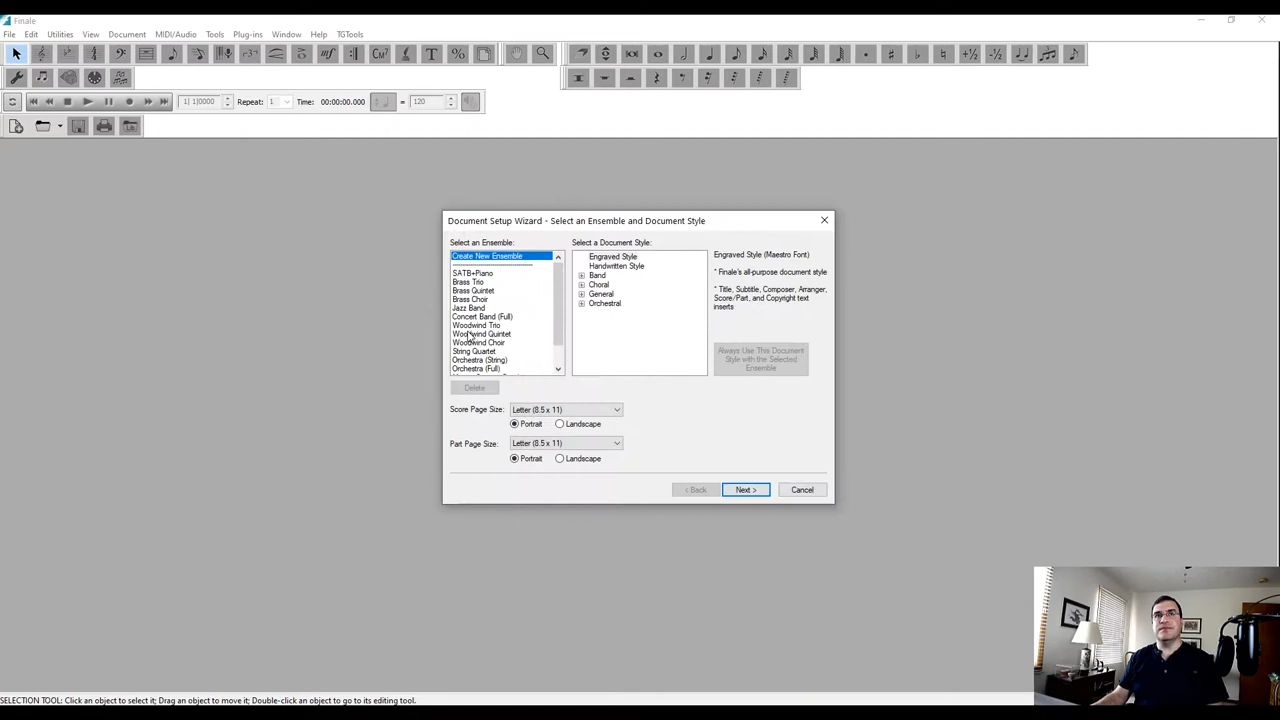 Finale
File Edit Utilities View Document MIDI/Audio Tools Plug-ins Window Help TGTools
1| 1|0000 Repeat: 1 Time: 00:00:00.000 = 120
Document Setup Wizard - Select an Ensemble and Document Style
Select an Ensemble:
Create New Ensemble
SATB+Piano
Brass Trio
Brass Quintet
Brass Choir
Jazz Band
Concert Band (Full)
Woodwind Trio
Woodwind Quintet
Woodwind Choir
String Quartet
Orchestra (String)
Orchestra (Full)
Delete
Select a Document Style:
Engraved Style
Handwritten Style
Band
Choral
General
Orchestral
Engraved Style (Maestro Font)
* Finale's all-purpose document style
* Title, Subtitle, Composer, Arranger,
Score/Part, and Copyright text
inserts
Always Use This Document
Style with the Selected
Ensemble
Score Page Size: Letter (8.5 x 11)
Portrait Landscape
Part Page Size: Letter (8.5 x 11)
Portrait Landscape
< Back Next > Cancel
SELECTION TOOL: Click an object to select it; Drag an object to move it; Double-click an object to go to its editing tool.